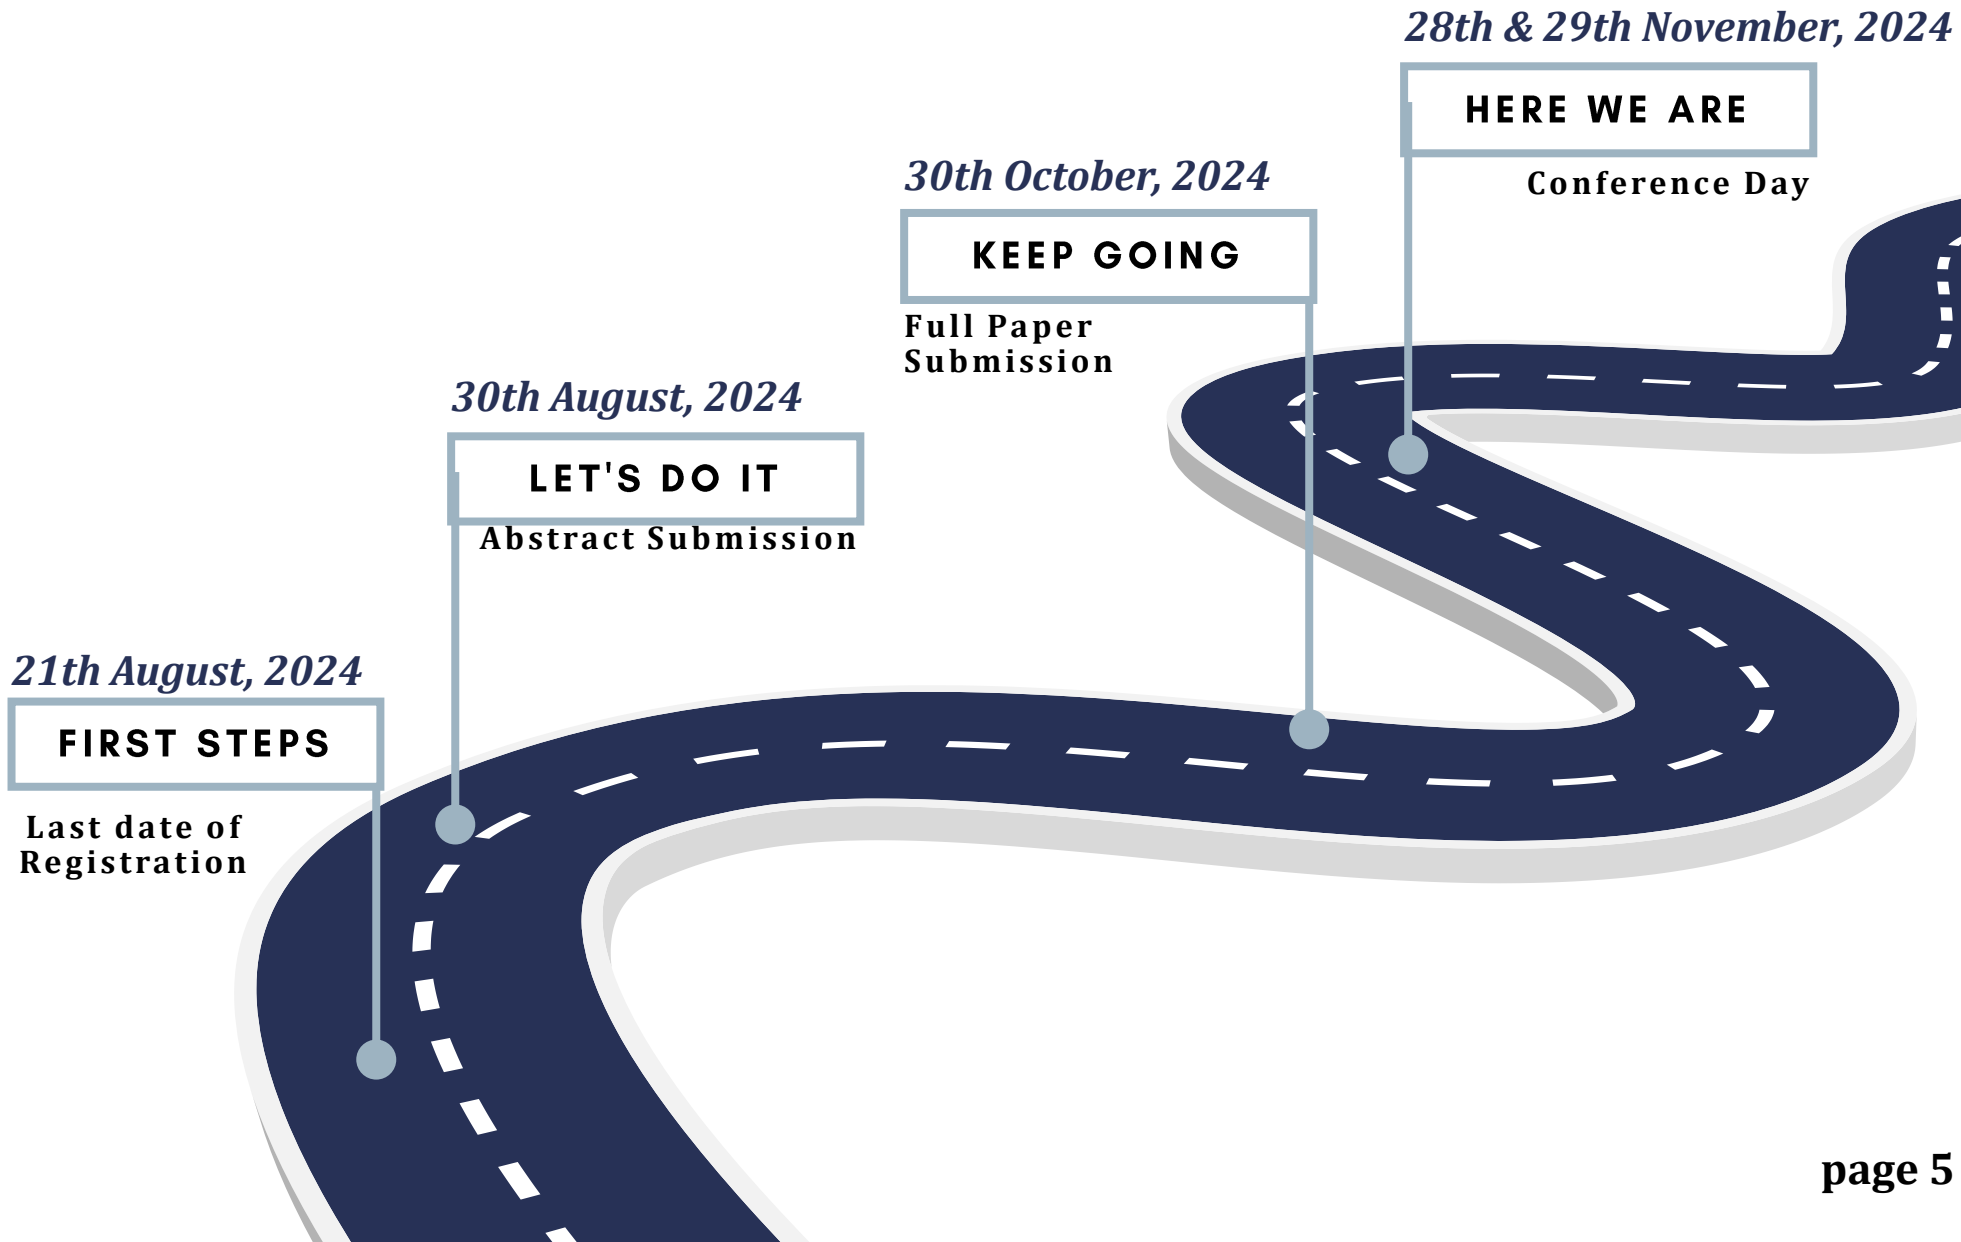 28th & 29th November, 2024
HERE WE ARE
Conference Day
30th October, 2024
KEEP GOING
Full Paper
Submission
30th August, 2024
LET'S DO IT
Abstract Submission
21th August, 2024
FIRST STEPS
Last date of
Registration
page 5